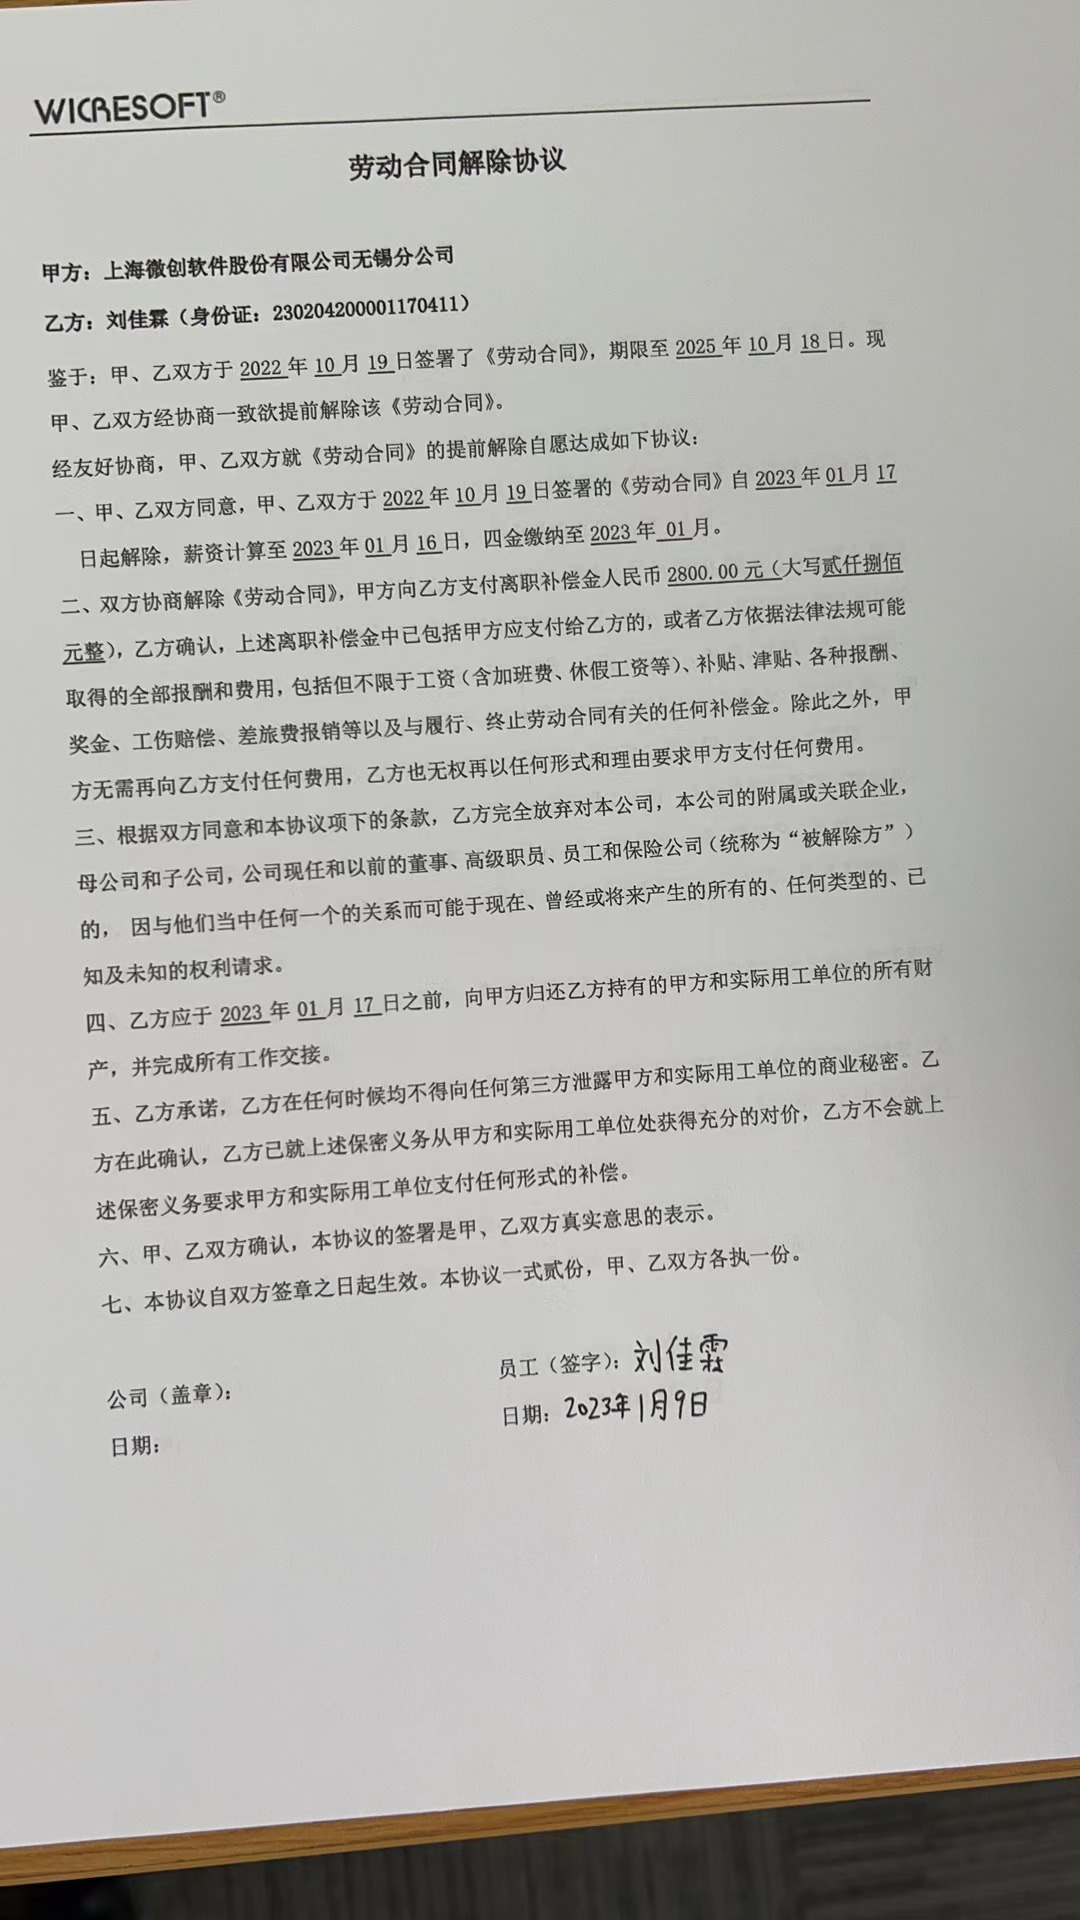 WICRESOFT®
劳动合同解除协议
甲方：上海微创软件股份有限公司无锡分公司
乙方：刘佳霖（身份证：230204200001170411）
鉴于：甲、乙双方于 2022 年 10 月 19 日签署了《劳动合同》，期限至 2025 年 10 月 18 日。现
甲、乙双方经协商一致欲提前解除该《劳动合同》。
经友好协商，甲、乙双方就《劳动合同》的提前解除自愿达成如下协议：
一、甲、乙双方同意，甲、乙双方于 2022 年 10 月 19 日签署的《劳动合同》自 2023 年 01 月 17
日起解除，薪资计算至 2023 年 01 月 16 日，四金缴纳至 2023 年 01 月。
二、双方协商解除《劳动合同》，甲方向乙方支付离职补偿金人民币 2800.00 元（大写贰仟捌佰
元整），乙方确认，上述离职补偿金中已包括甲方应支付给乙方的，或者乙方依据法律法规可能
取得的全部报酬和费用，包括但不限于工资（含加班费、休假工资等）、补贴、津贴、各种报酬、
奖金、工伤赔偿、差旅费报销等以及与履行、终止劳动合同有关的任何补偿金。除此之外，甲
方无需再向乙方支付任何费用，乙方也无权再以任何形式和理由要求甲方支付任何费用。
三、根据双方同意和本协议项下的条款，乙方完全放弃对本公司，本公司的附属或关联企业，
母公司和子公司，公司现任和以前的董事、高级职员、员工和保险公司（统称为“被解除方”）
的， 因与他们当中任何一个的关系而可能于现在、曾经或将来产生的所有的、任何类型的、已
知及未知的权利请求。
四、乙方应于 2023 年 01 月 17 日之前，向甲方归还乙方持有的甲方和实际用工单位的所有财
产，并完成所有工作交接。
五、乙方承诺，乙方在任何时候均不得向任何第三方泄露甲方和实际用工单位的商业秘密。乙
方在此确认，乙方已就上述保密义务从甲方和实际用工单位处获得充分的对价，乙方不会就上
述保密义务要求甲方和实际用工单位支付任何形式的补偿。
六、甲、乙双方确认，本协议的签署是甲、乙双方真实意思的表示。
七、本协议自双方签章之日起生效。本协议一式贰份，甲、乙双方各执一份。
公司（盖章）：
员工（签字）：刘佳霖
日期：
日期：2023年1月9日